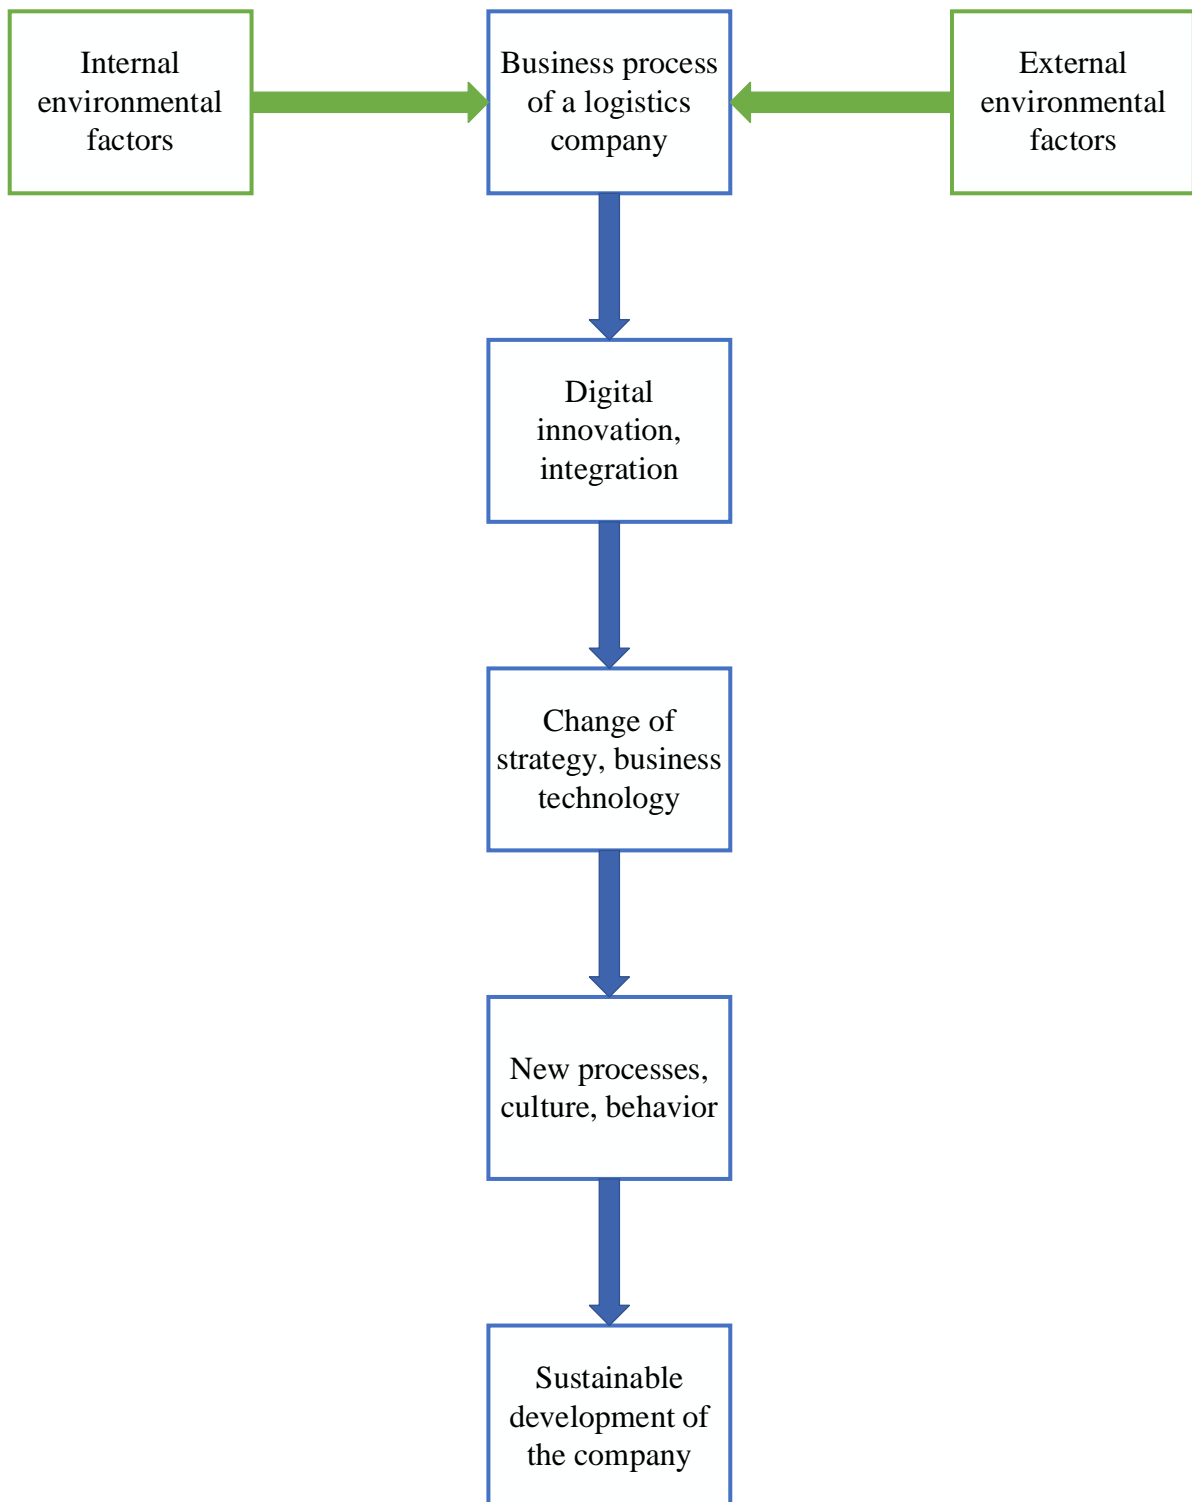 Internal
environmental
factors
Business process
of a logistics
company
External
environmental
factors
Digital
innovation,
integration
Change of
strategy, business
technology
New processes,
culture, behavior
Sustainable
development of
the company